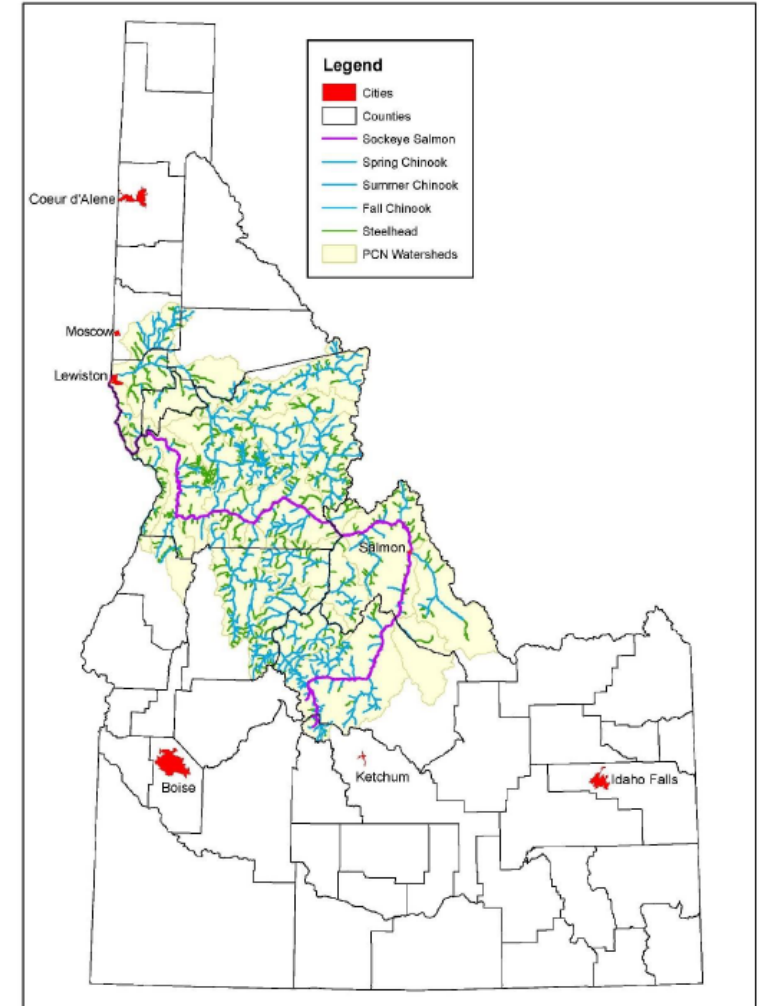 Legend
Cities
Counties
Sockeye Salmon
Spring Chinook
Summer Chinook
Fall Chinook
Steelhead
PCN Watersheds
Coeur d'Alene
Moscow
Lewiston
Salmon
Boise
Ketchum
Idaho Falls